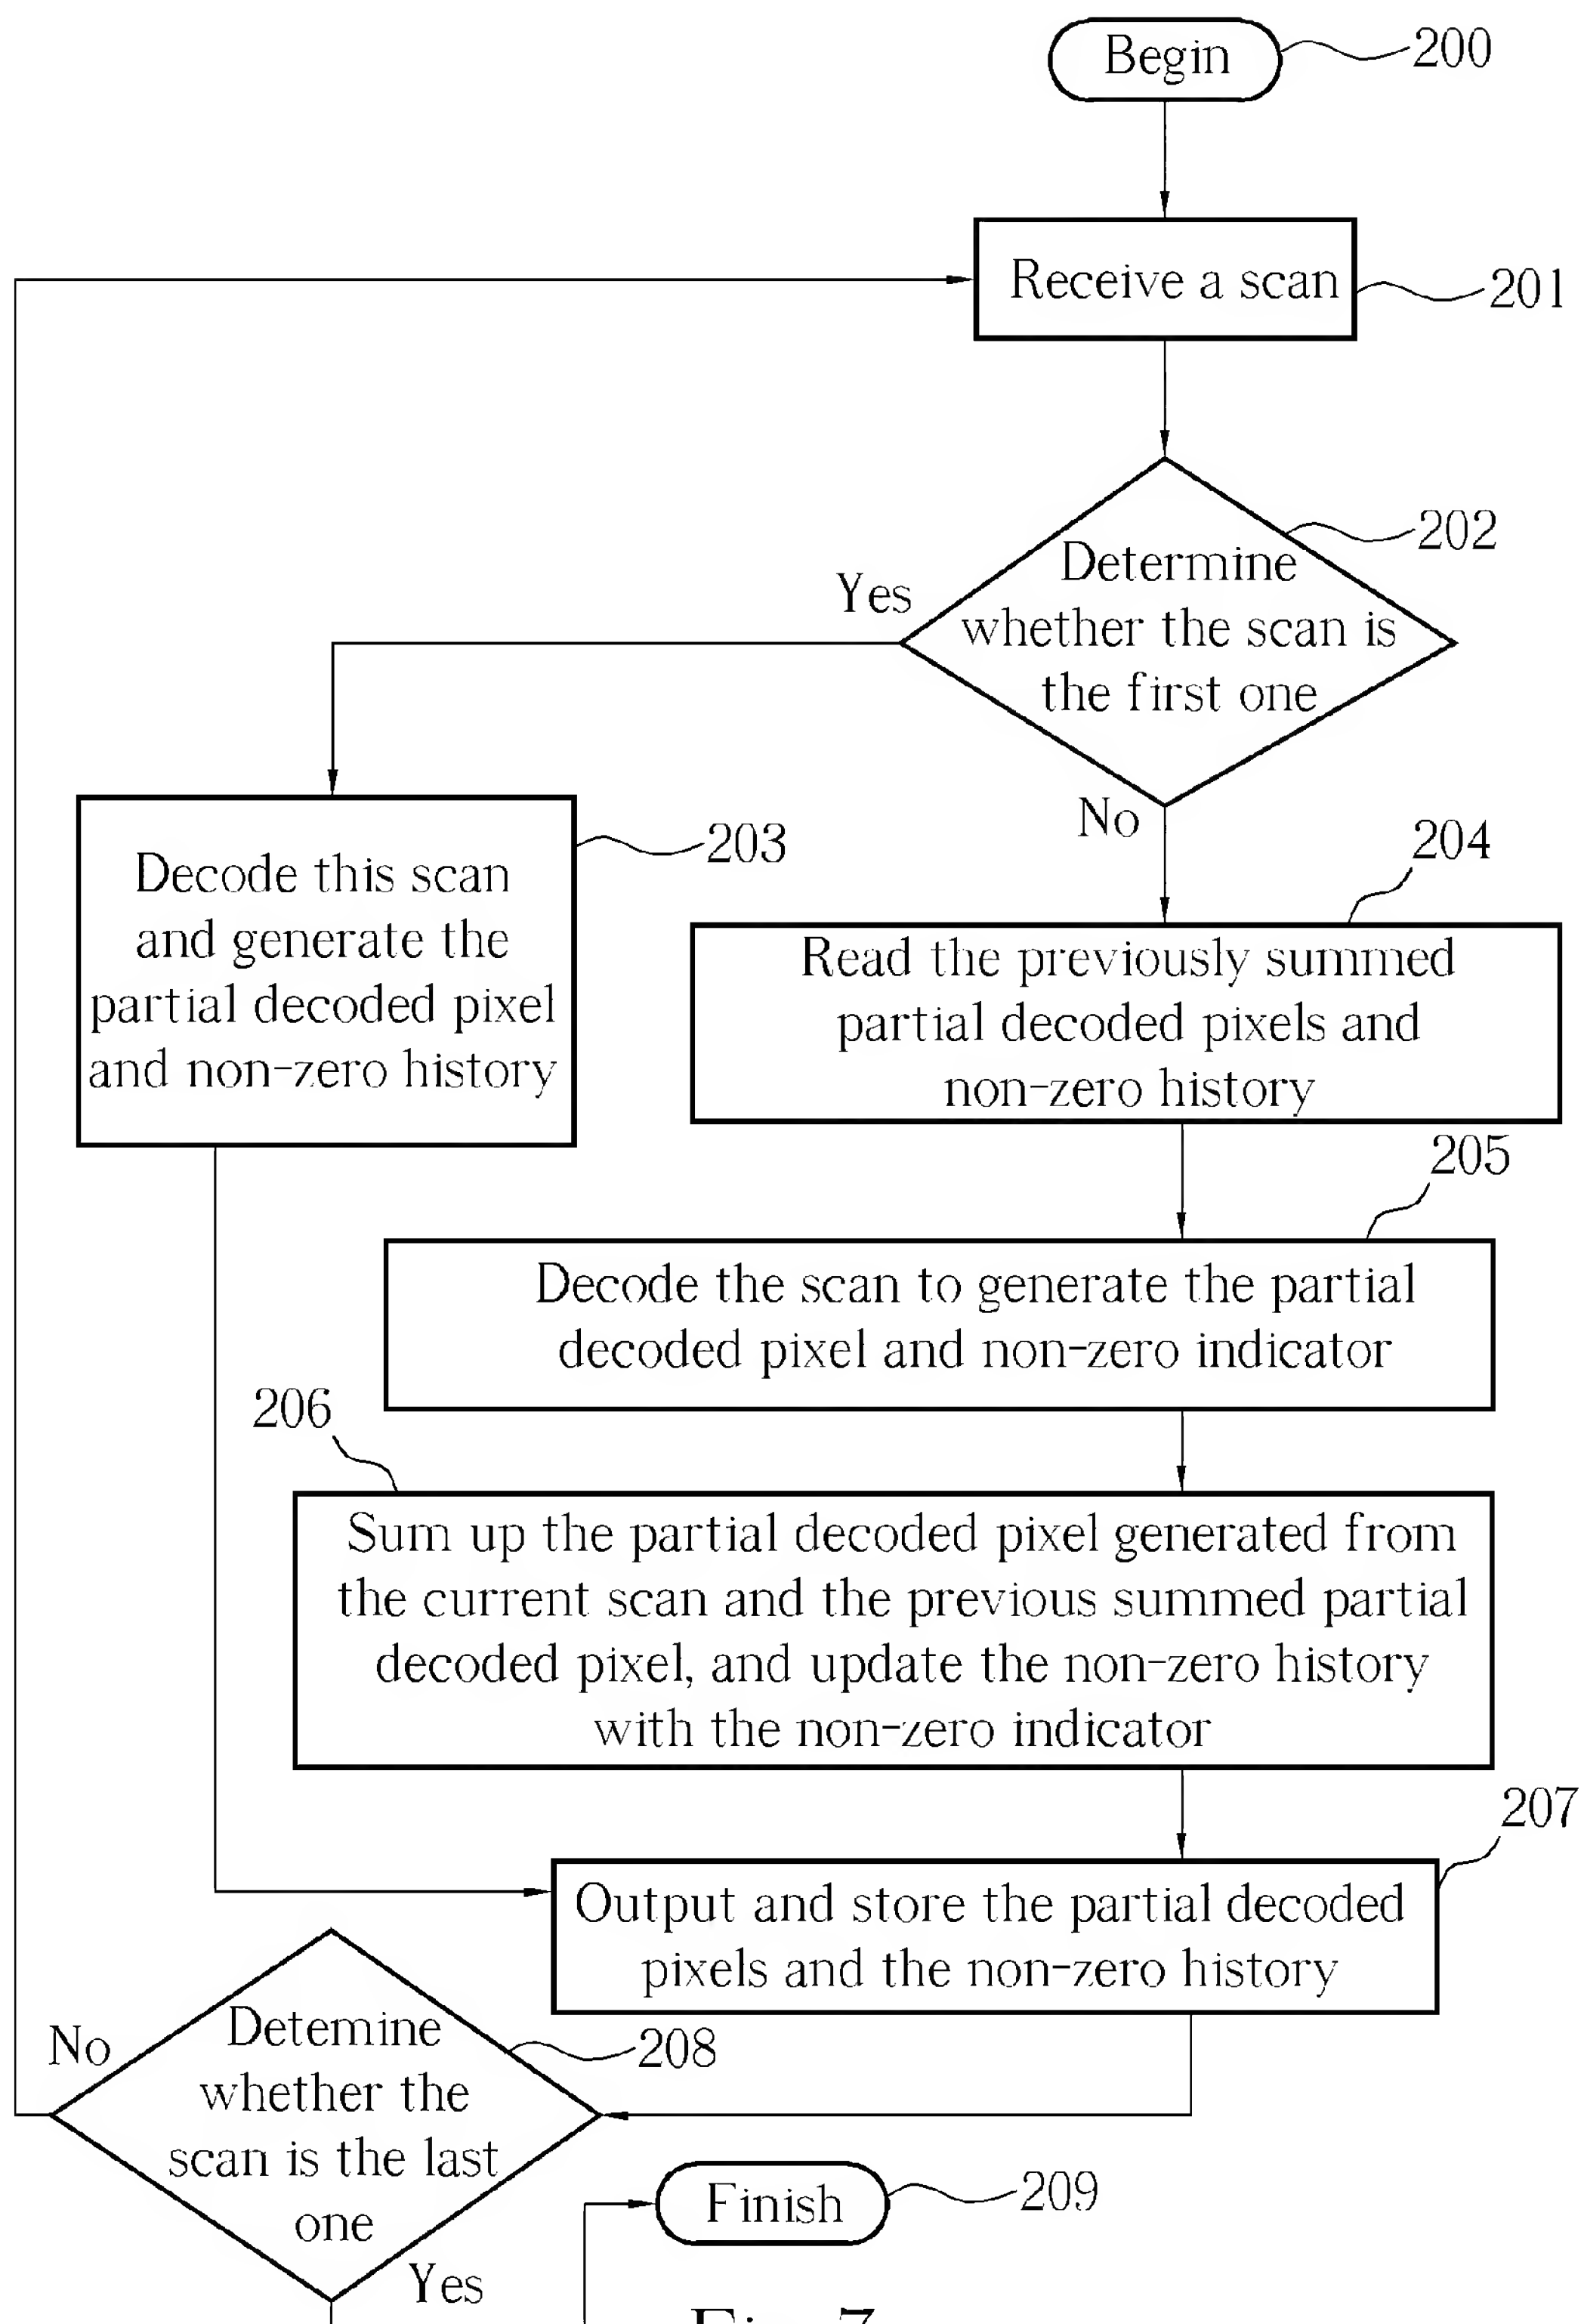 Begin
200
Receive a scan
201
202
Determine
whether the scan is
the first one
Yes
No
203
Decode this scan
and generate the
partial decoded pixel
and non-zero history
204
Read the previously summed
partial decoded pixels and
non-zero history
205
Decode the scan to generate the partial
decoded pixel and non-zero indicator
206
Sum up the partial decoded pixel generated from
the current scan and the previous summed partial
decoded pixel, and update the non-zero history
with the non-zero indicator
207
Output and store the partial decoded
pixels and the non-zero history
No
Detemine
whether the
scan is the last
one
208
Yes
Finish
209